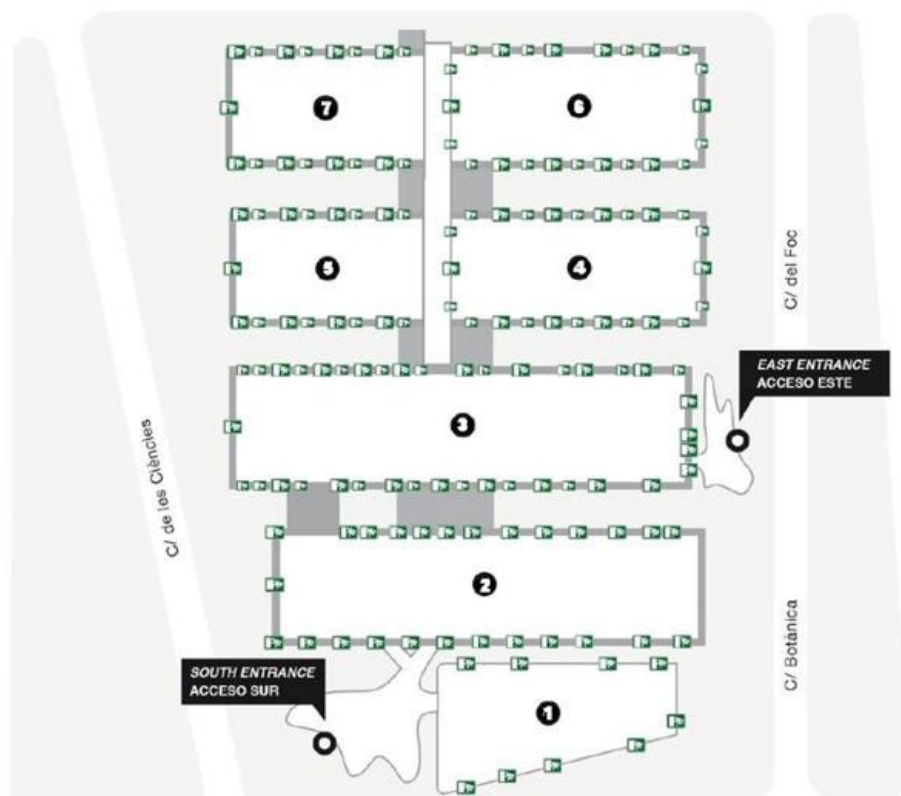 7
6
5
4
C/ del Foc
EAST ENTRANCE
ACCESO ESTE
3
C/ de les Ciències
2
C/ Botànica
SOUTH ENTRANCE
ACCESO SUR
1